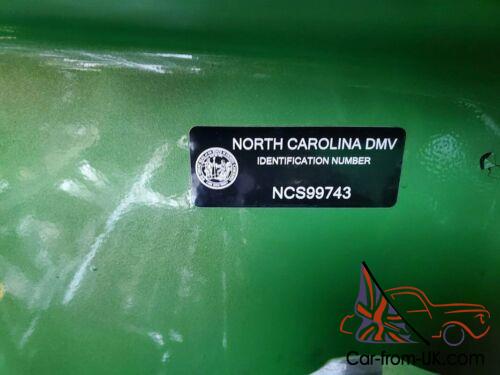 NORTH CAROLINA DMV
IDENTIFICATION NUMBER
NCS99743
Car-from-UK.com